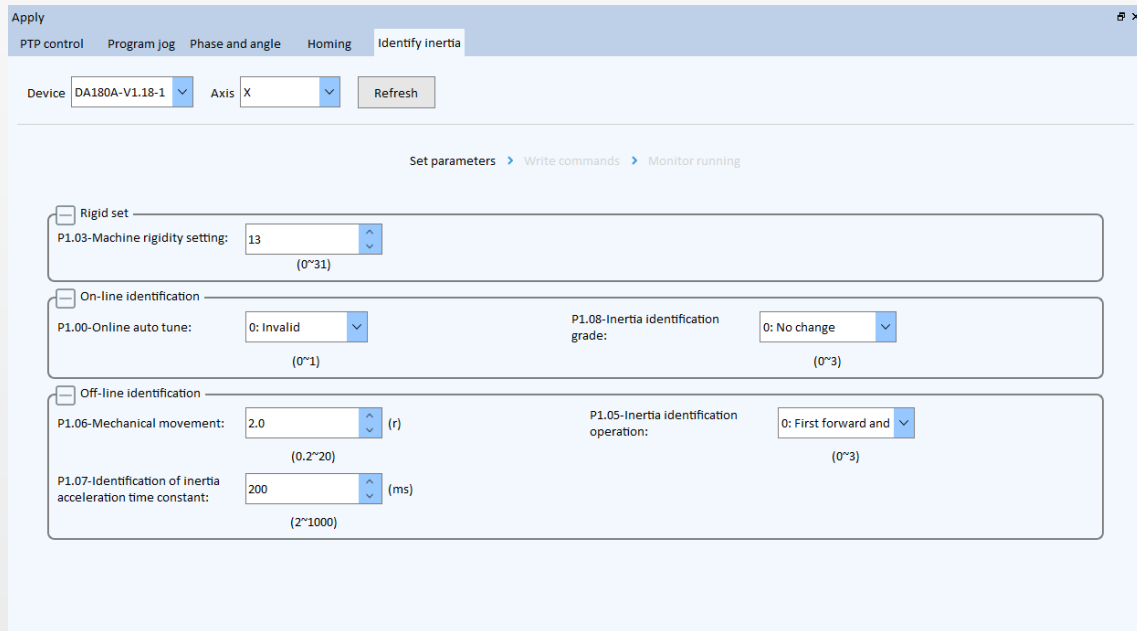 Apply
PTP control Program jog Phase and angle Homing Identify inertia
Device DA180A-V1.18-1 Axis X Refresh
Set parameters > Write commands > Monitor running
Rigid set
P1.03-Machine rigidity setting: 13
(0~31)
On-line identification
P1.00-Online auto tune: 0: Invalid
(0~1)
P1.08-Inertia identification
grade:
0: No change
(0~3)
Off-line identification
P1.06-Mechanical movement: 2.0 (r)
(0.2~20)
P1.05-Inertia identification
operation:
0: First forward and
(0~3)
P1.07-Identification of inertia
acceleration time constant:
200 (ms)
(2~1000)